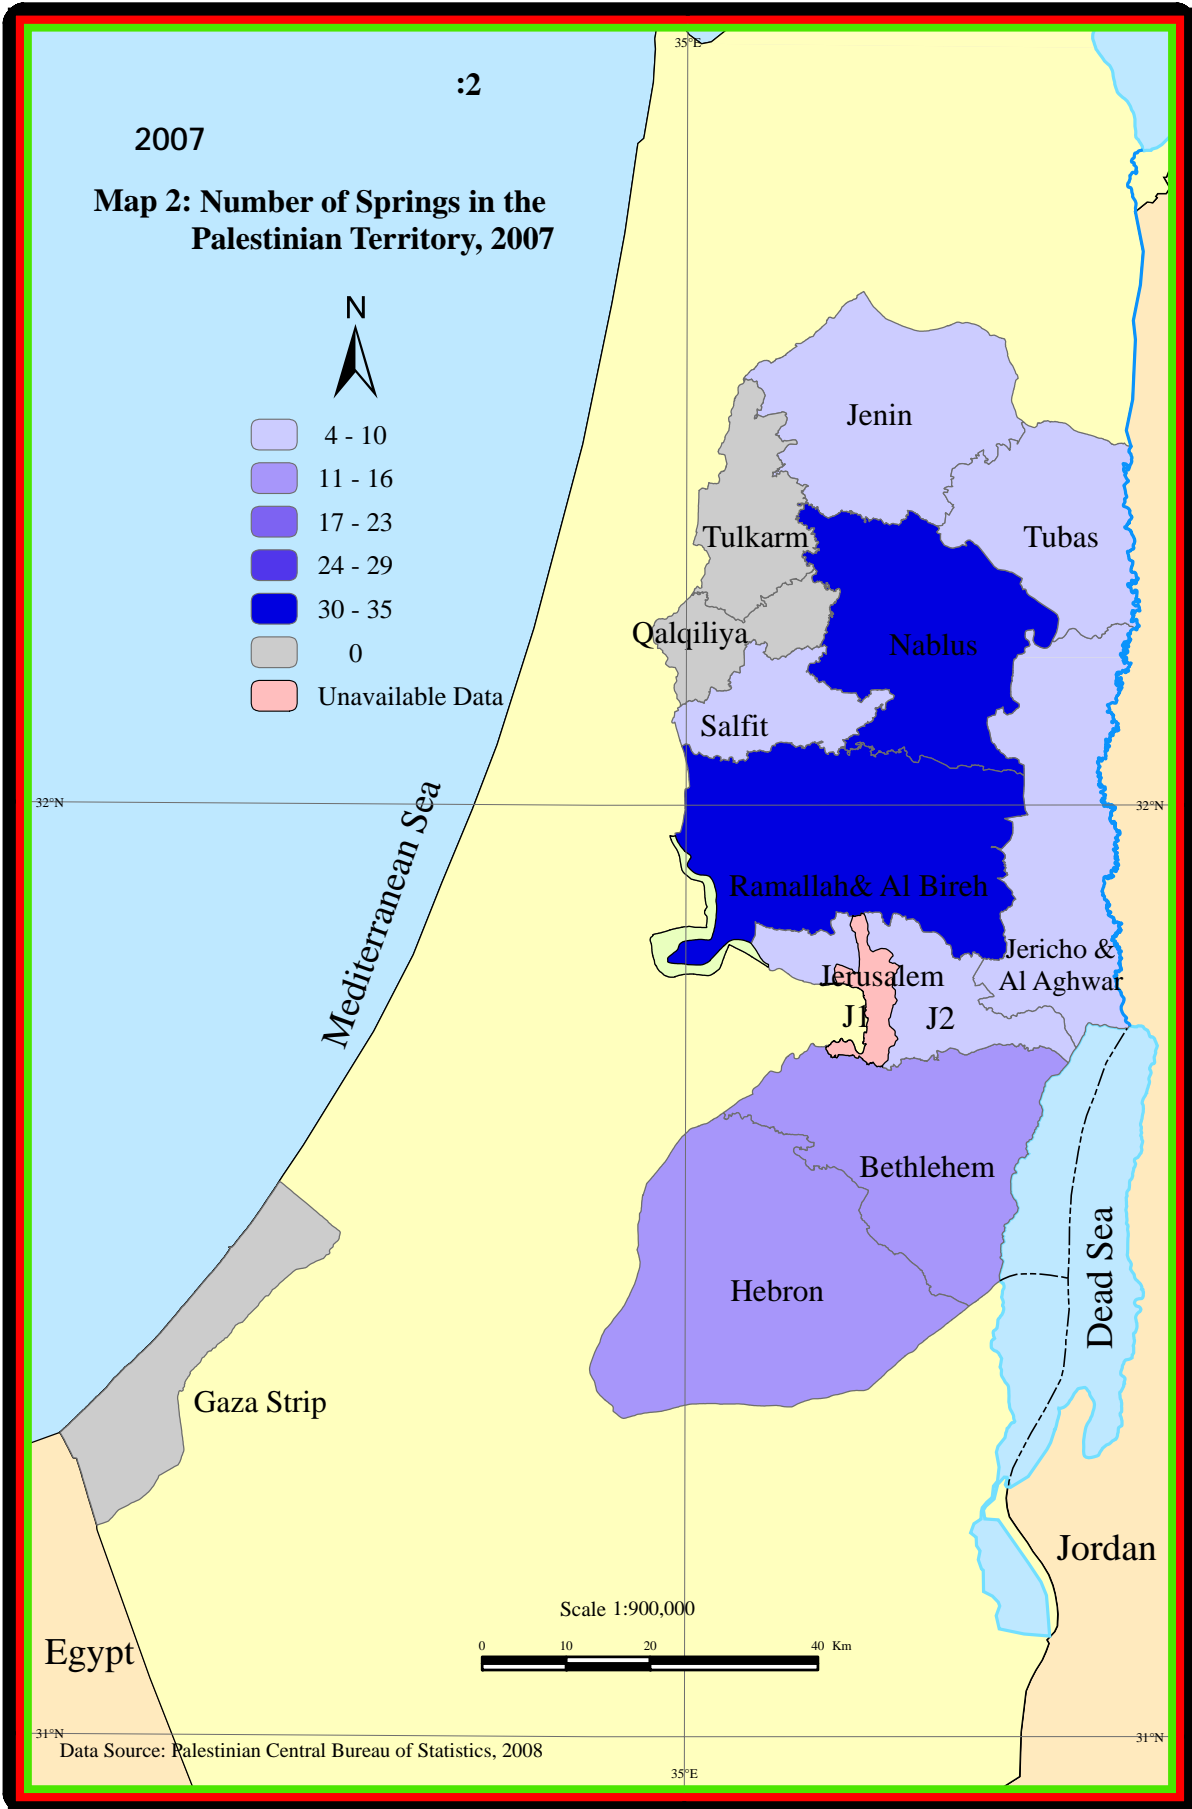 :2
2007
Map 2: Number of Springs in the
Palestinian Territory, 2007
N
4 - 10
11 - 16
17 - 23
24 - 29
30 - 35
0
Unavailable Data
35°E
Jenin
Tulkarm
Tubas
Qalqiliya
Nablus
Salfit
32°N
32°N
Mediterranean Sea
Ramallah& Al Bireh
Jericho &
Al Aghwar
Jerusalem
J1
J2
Bethlehem
Hebron
Dead Sea
Gaza Strip
Jordan
Egypt
Scale 1:900,000
0 10 20 40 Km
31°N
31°N
Data Source: Palestinian Central Bureau of Statistics, 2008
35°E